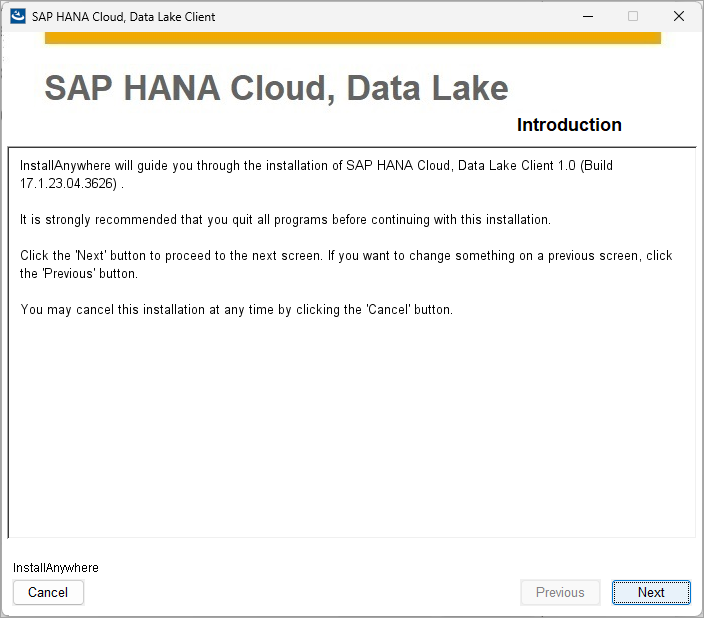 SAP HANA Cloud, Data Lake Client
SAP HANA Cloud, Data Lake
Introduction
InstallAnywhere will guide you through the installation of SAP HANA Cloud, Data Lake Client 1.0 (Build
17.1.23.04.3626) .
It is strongly recommended that you quit all programs before continuing with this installation.
Click the 'Next' button to proceed to the next screen. If you want to change something on a previous screen, click
the 'Previous' button.
You may cancel this installation at any time by clicking the 'Cancel' button.
InstallAnywhere
Cancel
Previous
Next